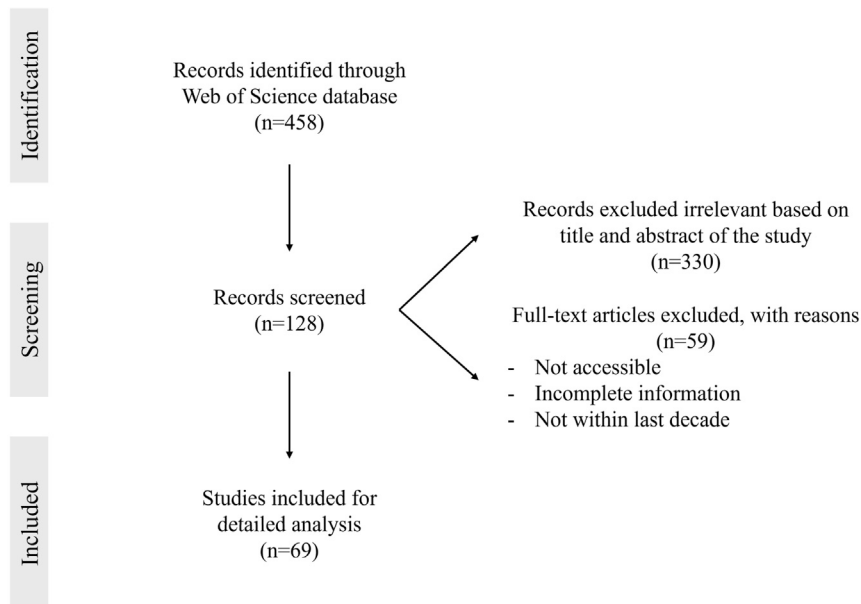 Identification
Records identified through
Web of Science database
(n=458)
Screening
Records screened
(n=128)
Records excluded irrelevant based on
title and abstract of the study
(n=330)
Full-text articles excluded, with reasons
(n=59)
- Not accessible
- Incomplete information
- Not within last decade
Included
Studies included for
detailed analysis
(n=69)